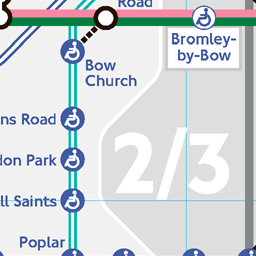 Road
Bromley-
by-Bow
Bow
Church
ns Road
don Park
ll Saints
Poplar
2/3